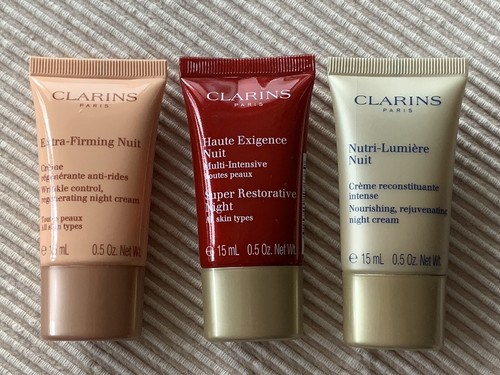 CLARINS
PARIS
Extra-Firming Nuit
Crème
régénérante anti-rides
Wrinkle control,
regenerating night cream
Toutes peaux
All skin types
℮ 15 mL 0.5 Oz. Net Wt.
CLARINS
PARIS
Haute Exigence
Nuit
Multi-Intensive
Toutes peaux
Super Restorative
Night
All skin types
℮ 15 mL 0.5 Oz. Net Wt.
CLARINS
PARIS
Nutri-Lumière
Nuit
Crème reconstituante
intense
Nourishing, rejuvenating
night cream
℮ 15 mL 0.5 Oz. Net Wt.